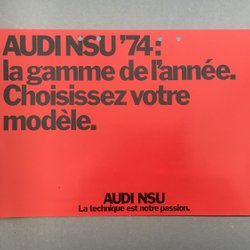 AUDI NSU '74:
la gamme de l'année.
Choisissez votre
modèle.
AUDI NSU
La technique est notre passion.